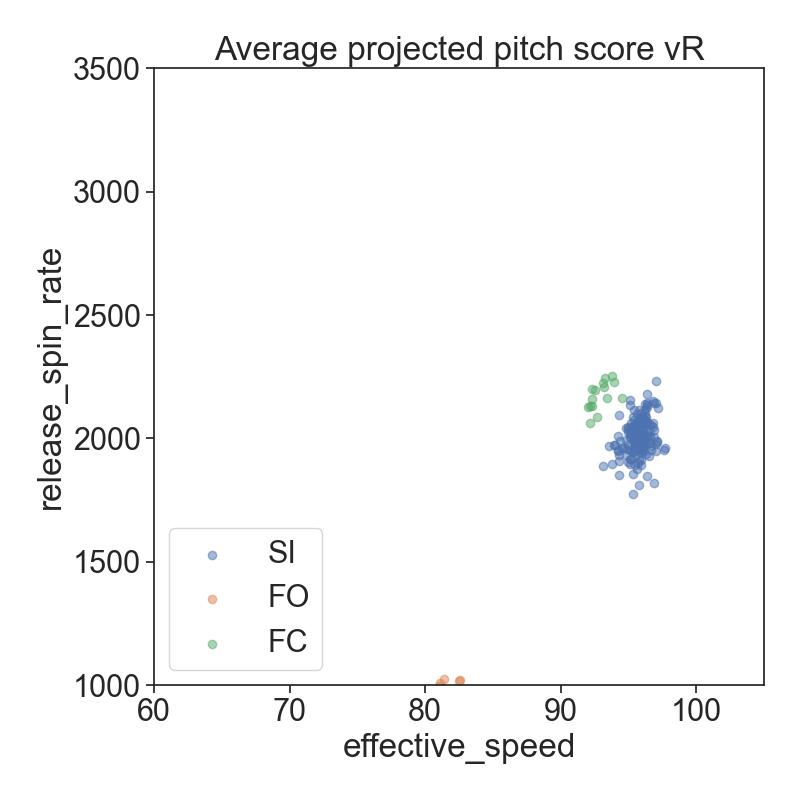 Average projected pitch score vR
3500
3000
2500
2000
1500
1000
release_spin_rate
SI
FO
FC
60
70
80
90
100
effective_speed